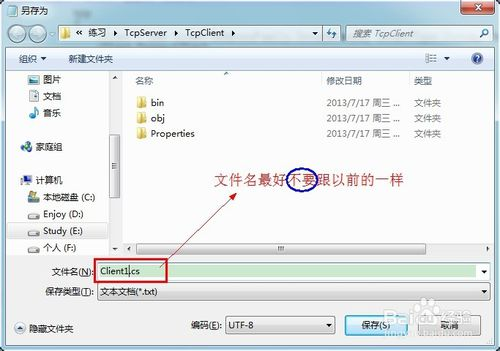 另存为
« 练习 ▸ TcpServer ▸ TcpClient ▸
搜索 TcpClient
组织 新建文件夹
名称 修改日期 类型
图片
文档
音乐
家庭组
计算机
本地磁盘 (C:)
Enjoy (D:)
Study (E:)
个人 (F:)
bin 2013/7/17 周三 ... 文件夹
obj 2013/7/17 周三 ... 文件夹
Properties 2013/7/17 周三 ... 文件夹
文件名最好不要跟以前的一样
文件名(N): Client1.cs
保存类型(T): 文本文档(*.txt)
隐藏文件夹 编码(E): UTF-8 保存(S) 取消
Baidu 经验